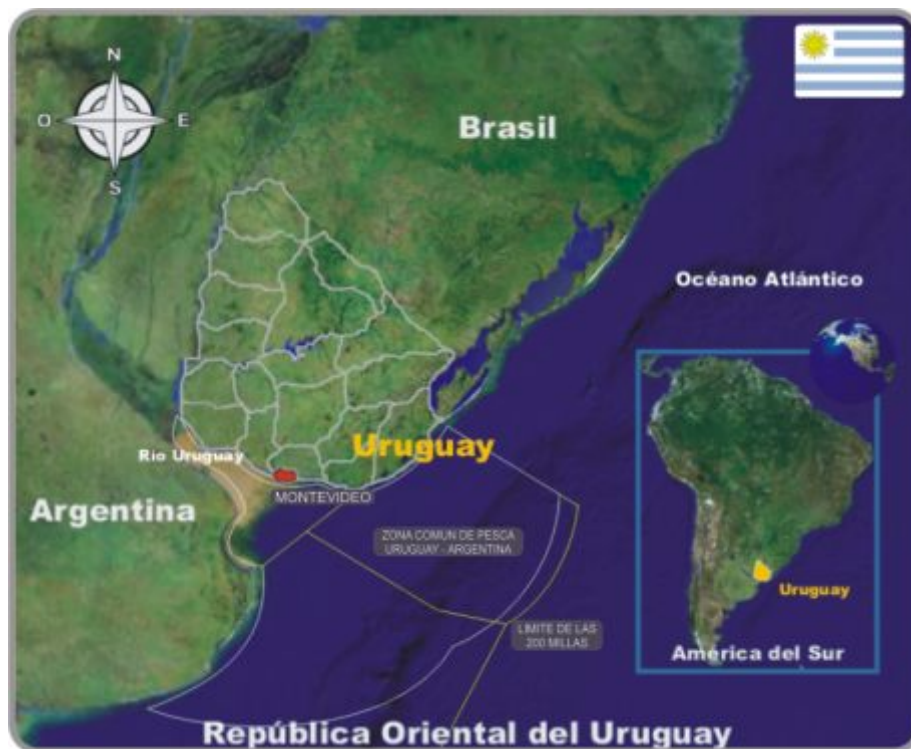 N
O
E
S
Brasil
Océano Atlántico
Uruguay
Río Uruguay
MONTEVIDEO
Argentina
ZONA COMUN DE PESCA
URUGUAY - ARGENTINA
Uruguay
LIMITE DE LAS
200 MILLAS
América del Sur
República Oriental del Uruguay